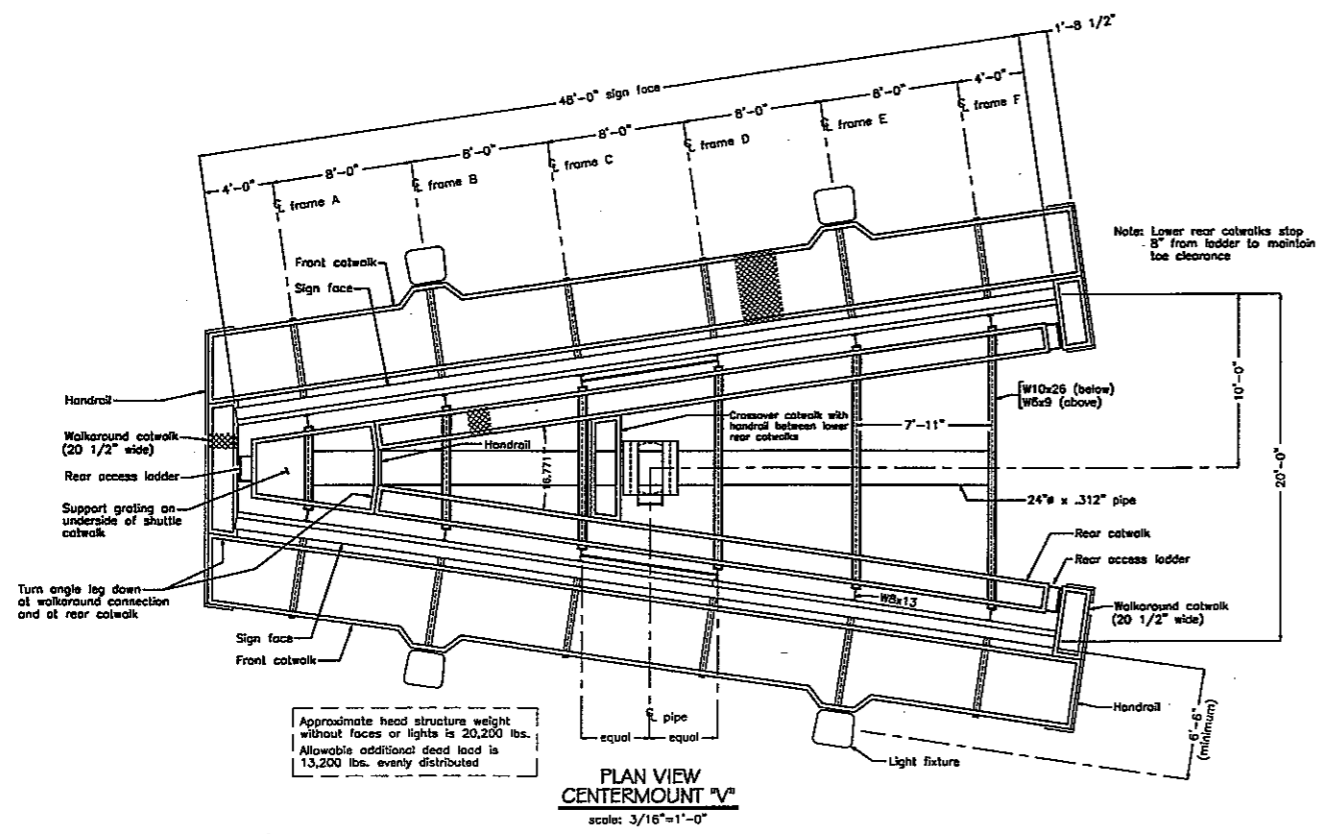 1'-8 1/2"
48'-0" sign face
4'-0"
8'-0"
8'-0"
8'-0"
8'-0"
8'-0"
4'-0"
℄ frame A
℄ frame B
℄ frame C
℄ frame D
℄ frame E
℄ frame F
Note: Lower rear catwalks stop
8" from ladder to maintain
toe clearance
Front catwalk
Sign face
Handrail
Walkaround catwalk
(20 1/2" wide)
Rear access ladder
Support grating on
underside of shuttle
catwalk
Turn angle leg down
at walkaround connection
and at rear catwalk
Sign face
Front catwalk
Handrail
16.771
Crossover catwalk with
handrail between lower
rear catwalks
7'-11"
W10x26 (below)
W6x9 (above)
10'-0"
20'-0"
24"ø x .312" pipe
Rear catwalk
Rear access ladder
W8x13
Walkaround catwalk
(20 1/2" wide)
Handrail
6'-6"
(minimum)
Light fixture
℄ pipe
equal
equal
Approximate head structure weight
without faces or lights is 20,200 lbs.
Allowable additional dead load is
13,200 lbs. evenly distributed
PLAN VIEW
CENTERMOUNT "V"
scale: 3/16"=1'-0"